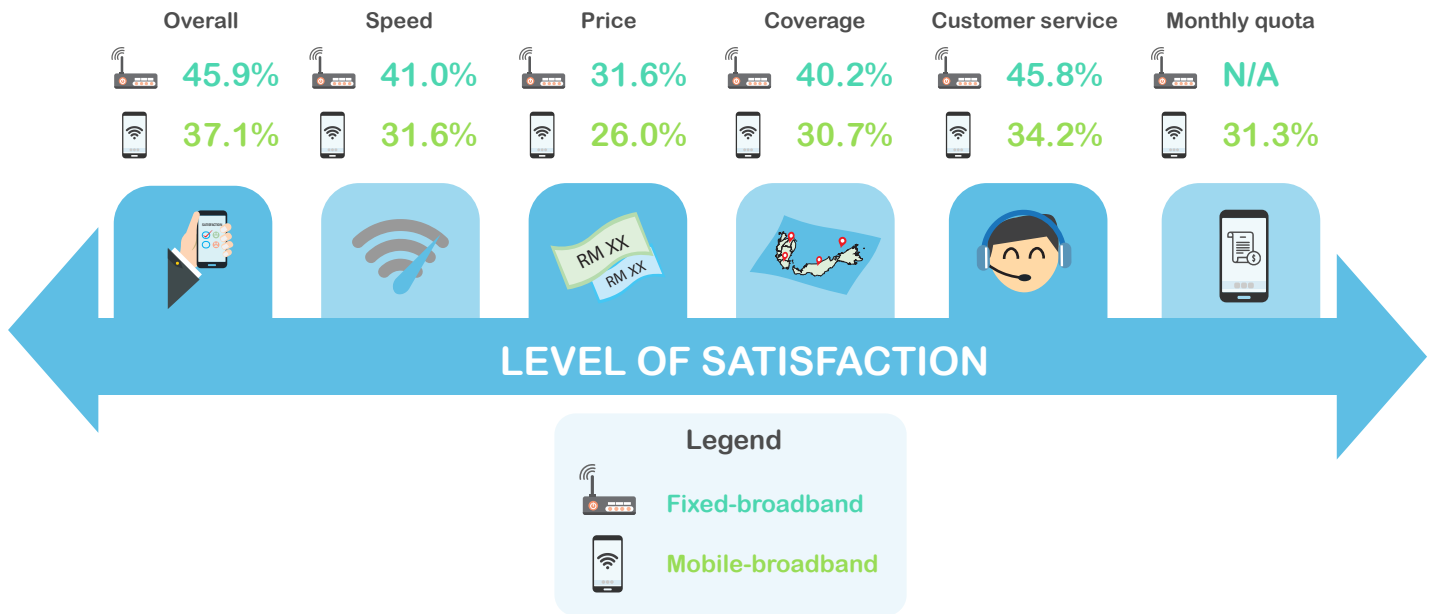 Overall Speed Price Coverage Customer service Monthly quota
45.9% 41.0% 31.6% 40.2% 45.8% N/A
37.1% 31.6% 26.0% 30.7% 34.2% 31.3%
SATISFACTION
RM XX
RM XX
LEVEL OF SATISFACTION
Legend
Fixed-broadband
Mobile-broadband